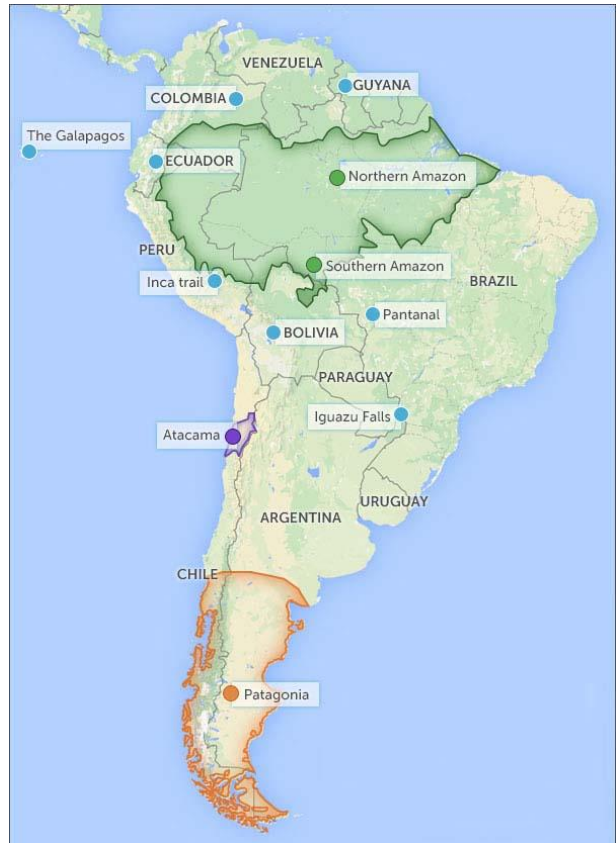 VENEZUELA
GUYANA
COLOMBIA
The Galapagos
ECUADOR
Northern Amazon
PERU
Southern Amazon
Inca trail
BRAZIL
Pantanal
BOLIVIA
PARAGUAY
Iguazu Falls
Atacama
URUGUAY
ARGENTINA
CHILE
Patagonia